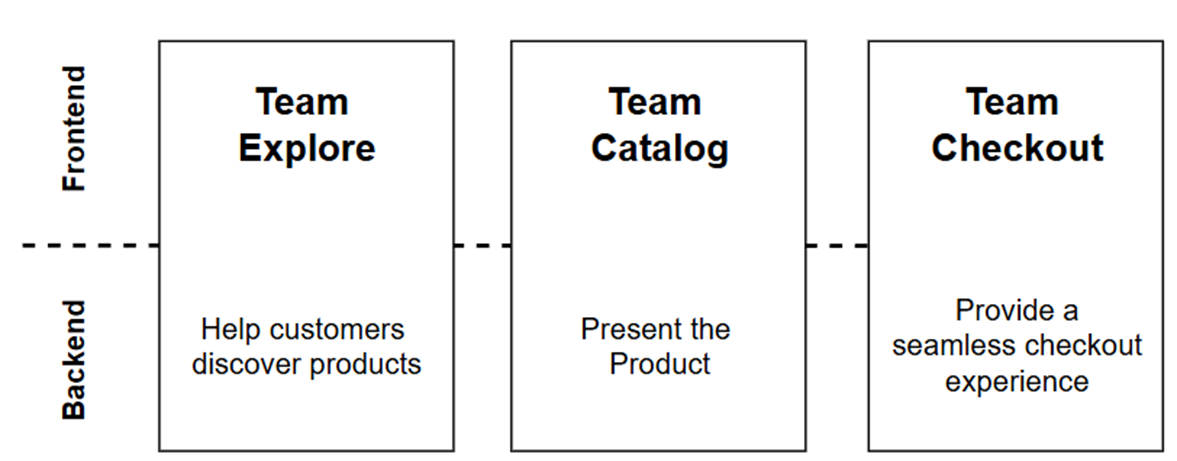 Frontend
Team
Explore
Team
Catalog
Team
Checkout
Backend
Help customers
discover products
Present the
Product
Provide a
seamless checkout
experience